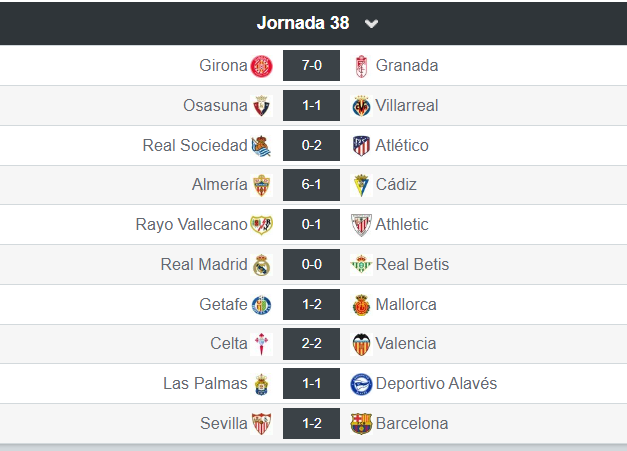 Jornada 38
Girona 7-0 Granada
Osasuna 1-1 Villarreal
Real Sociedad 0-2 Atlético
Almería 6-1 Cádiz
Rayo Vallecano 0-1 Athletic
Real Madrid 0-0 Real Betis
Getafe 1-2 Mallorca
Celta 2-2 Valencia
Las Palmas 1-1 Deportivo Alavés
Sevilla 1-2 Barcelona